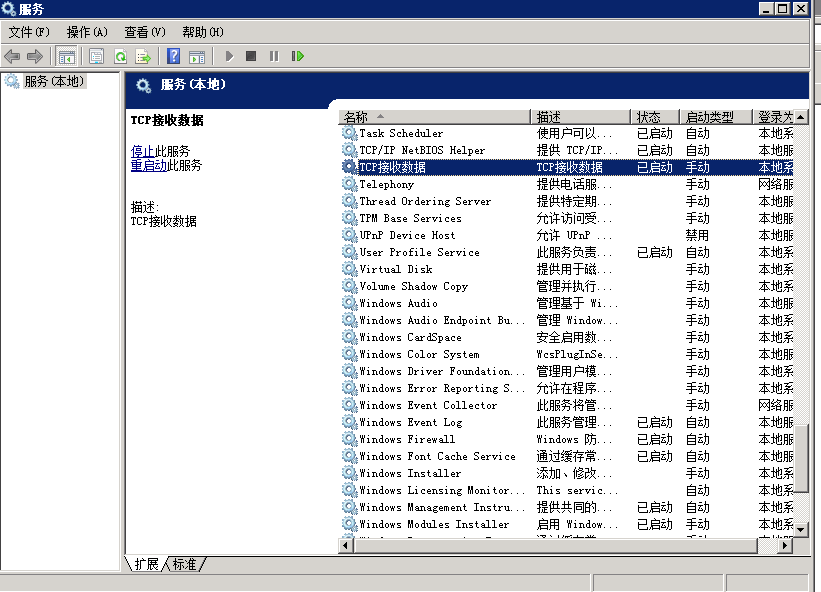 服务
文件(F) 操作(A) 查看(V) 帮助(H)
服务(本地)
服务(本地)
TCP接收数据
停止此服务
重启动此服务
描述:
TCP接收数据
名称 描述 状态 启动类型 登录为
Task Scheduler 使用户可以... 已启动 自动 本地系
TCP/IP NetBIOS Helper 提供 TCP/IP... 已启动 自动 本地服
TCP接收数据 TCP接收数据 已启动 自动 本地系
Telephony 提供电话服... 手动 网络服
Thread Ordering Server 提供特定期... 手动 本地服
TPM Base Services 允许访问受... 手动 本地服
UPnP Device Host 允许 UPnP ... 禁用 本地服
User Profile Service 此服务负责... 已启动 自动 本地系
Virtual Disk 提供用于磁... 手动 本地系
Volume Shadow Copy 管理并执行... 手动 本地系
Windows Audio 管理基于 Wi... 手动 本地服
Windows Audio Endpoint Bu... 管理 Window... 手动 本地系
Windows CardSpace 安全启用数... 手动 本地系
Windows Color System WcsPlugInSe... 手动 本地服
Windows Driver Foundation... 管理用户模... 手动 本地系
Windows Error Reporting S... 允许在程序... 手动 本地系
Windows Event Collector 此服务将管... 手动 网络服
Windows Event Log 此服务管理... 已启动 自动 本地服
Windows Firewall Windows 防... 已启动 自动 本地服
Windows Font Cache Service 通过缓存常... 已启动 自动 本地服
Windows Installer 添加、修改... 手动 本地系
Windows Licensing Monitor... This servic... 自动 本地系
Windows Management Instru... 提供共同的... 已启动 自动 本地系
Windows Modules Installer 启用 Window... 已启动 手动 本地系
扩展 标准